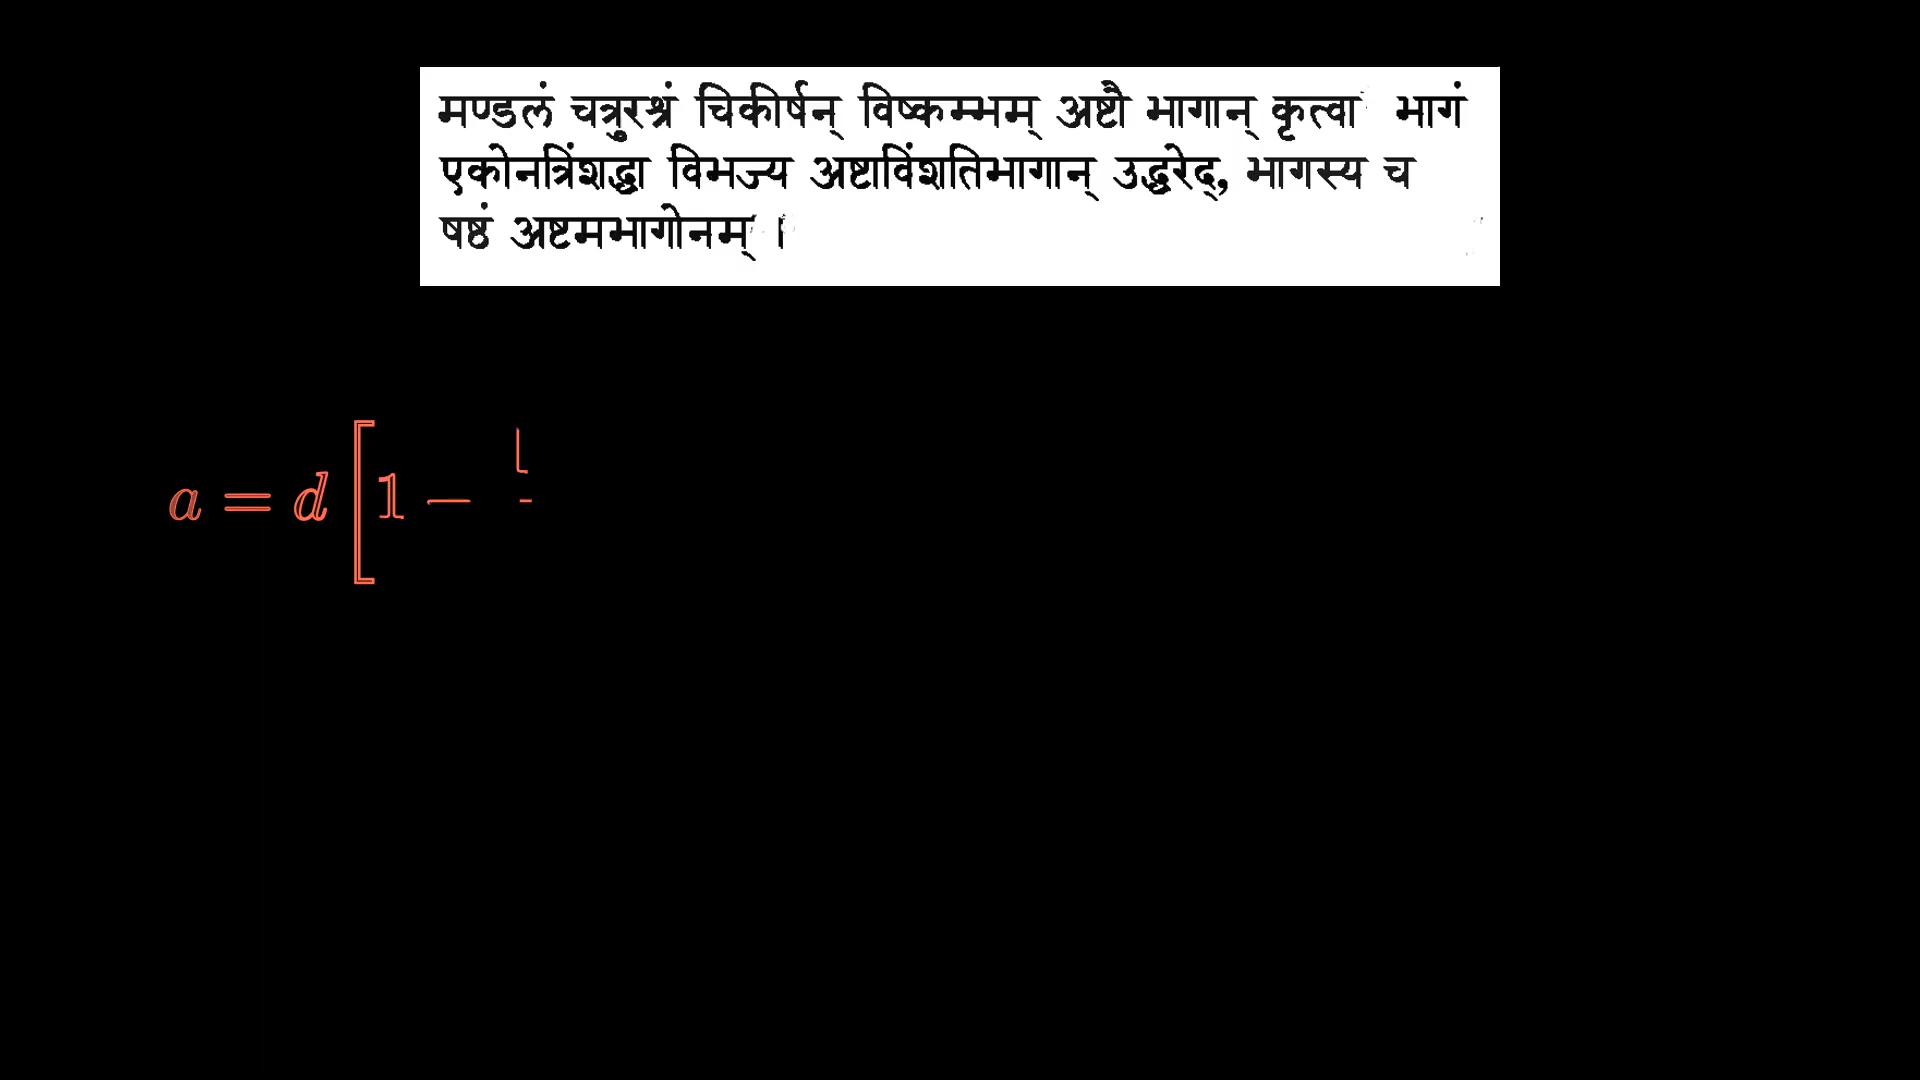 मण्डलं चत्रुरश्रं चिकीर्षन् विष्कम्भम् अष्टौ भागान् कृत्वा भागं
एकोनत्रिंशद्धा विभज्य अष्टाविंशतिभागान् उद्धरेद्, भागस्य च
षष्ठं अष्टमभागोनम् ।
a = d [1 −